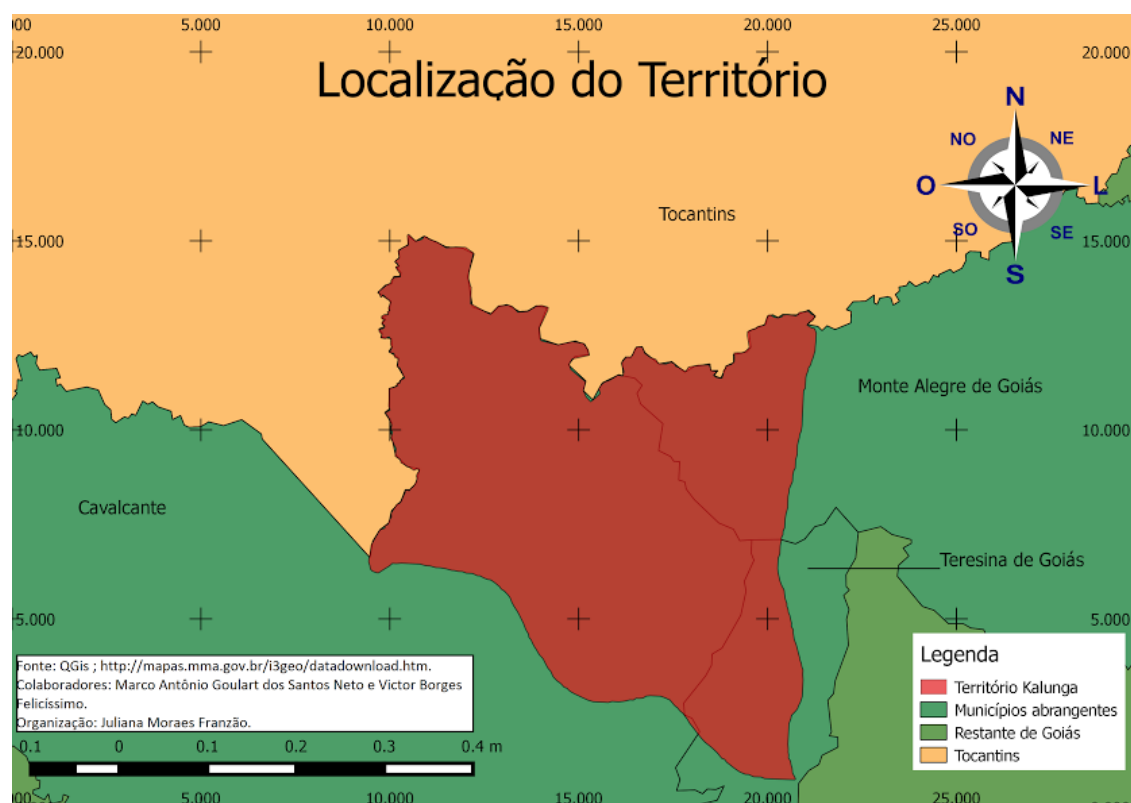 000 5.000 10.000 15.000 20.000 25.000
20.000 20.000
Localização do Território
N
NO NE
O L
SO SE
S
Tocantins
15.000 15.000
Monte Alegre de Goiás
10.000 10.000
Cavalcante
Teresina de Goiás
5.000 5.000
Fonte: QGis ; http://mapas.mma.gov.br/i3geo/datadownload.htm.
Colaboradores: Marco Antônio Goulart dos Santos Neto e Victor Borges
Felicíssimo.
Organização: Juliana Moraes Franzão.
Legenda
Território Kalunga
Municípios abrangentes
Restante de Goiás
Tocantins
0.1 0 0.1 0.2 0.3 0.4 m
5.000 10.000 15.000 20.000 25.000